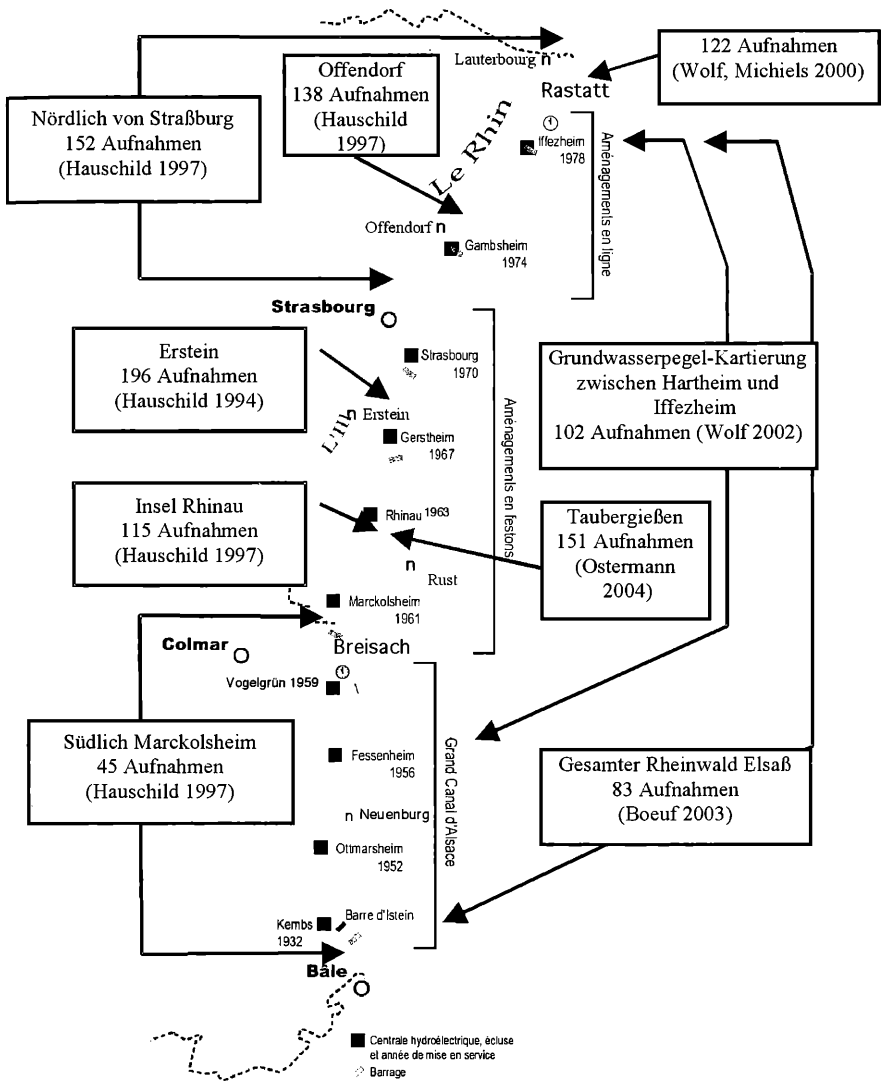 Lauterbourg n
Rastatt
122 Aufnahmen
(Wolf, Michiels 2000)
Offendorf
138 Aufnahmen
(Hauschild
1997)
Nördlich von Straßburg
152 Aufnahmen
(Hauschild 1997)
Le Rhin
Iffezheim
1978
Aménagements en ligne
Offendorf n
Gambsheim
1974
Strasbourg
Strasbourg
1970
Erstein
196 Aufnahmen
(Hauschild 1994)
Grundwasserpegel-Kartierung
zwischen Hartheim und
Iffezheim
102 Aufnahmen (Wolf 2002)
n Erstein
L'Ill
Gerstheim
1967
Aménagements en festons
Insel Rhinau
115 Aufnahmen
(Hauschild 1997)
Rhinau 1963
Taubergießen
151 Aufnahmen
(Ostermann
2004)
n
Rust
Marckolsheim
1961
Colmar
Breisach
Vogelgrün 1959
Südlich Marckolsheim
45 Aufnahmen
(Hauschild 1997)
Fessenheim
1956
Grand Canal d'Alsace
Gesamter Rheinwald Elsaß
83 Aufnahmen
(Boeuf 2003)
n Neuenburg
Ottmarsheim
1952
Kembs
1932
Barre d'Istein
Bâle
Centrale hydroélectrique, écluse
et année de mise en service
Barrage